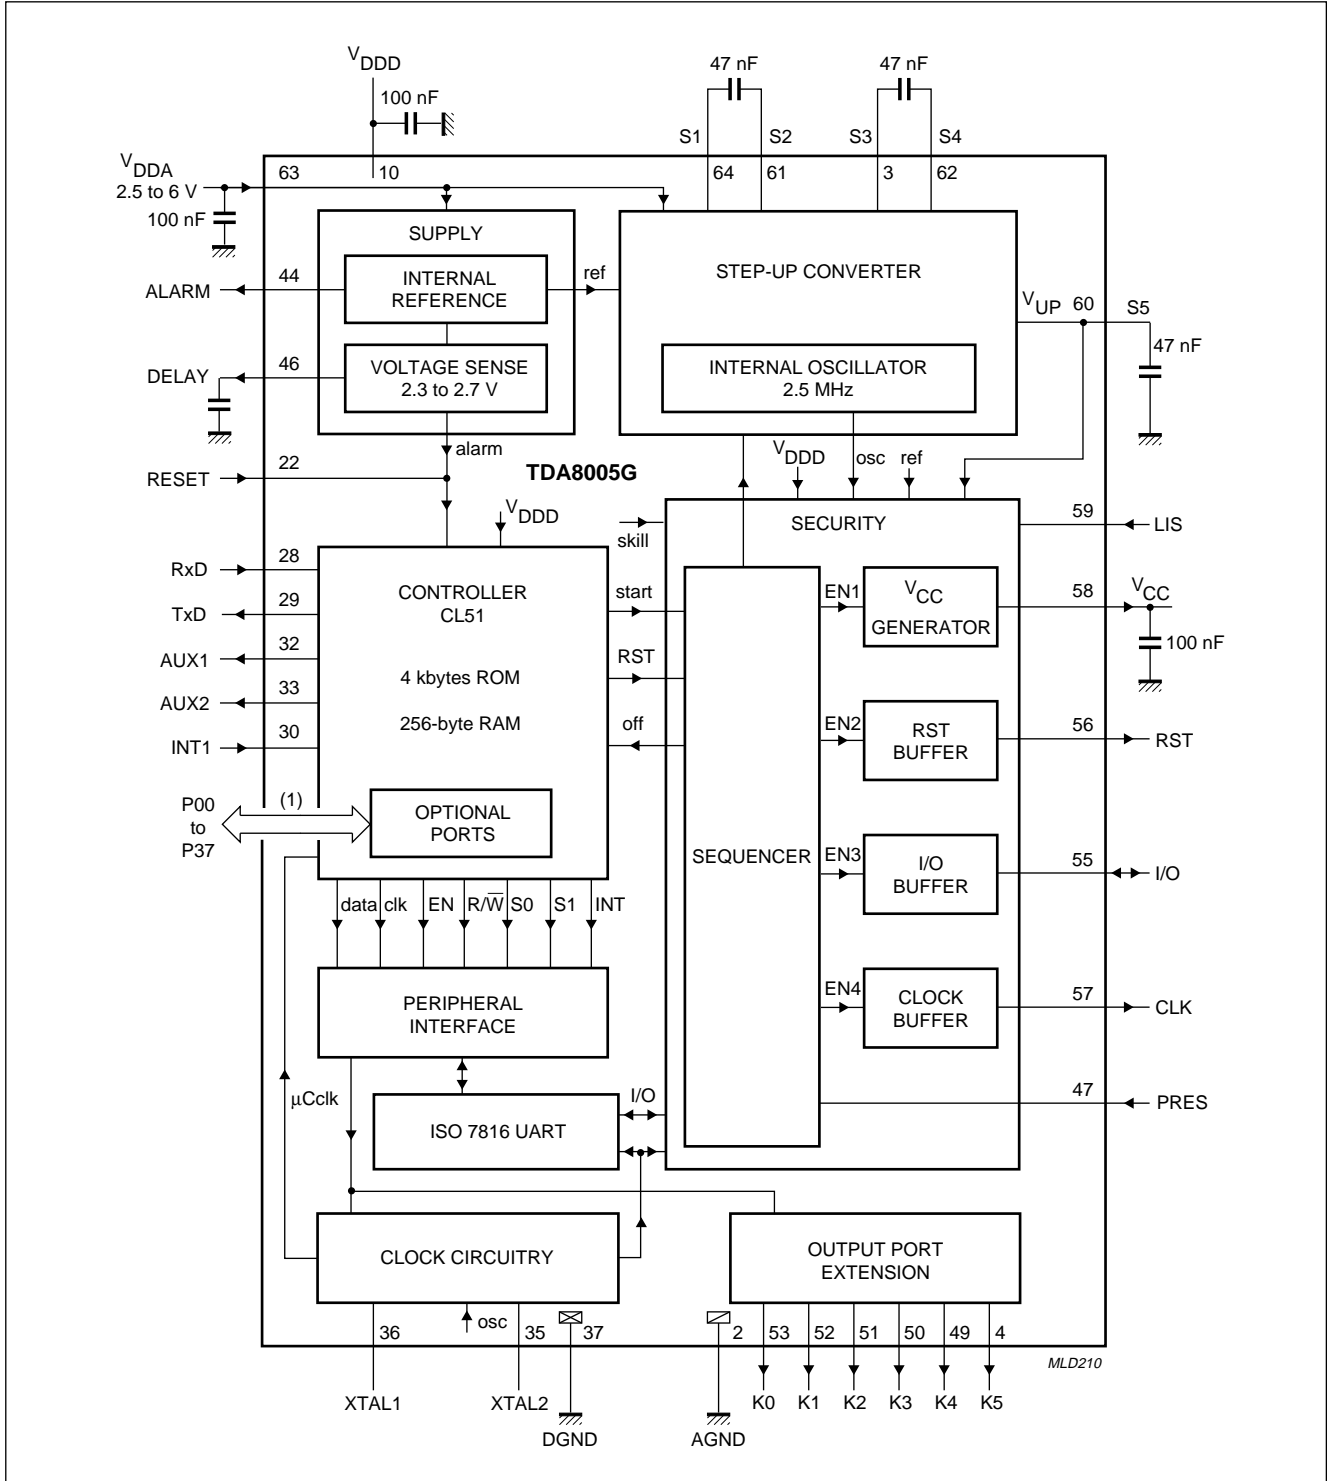 VDDD
100 nF
47 nF
47 nF
S1
S2
S3
S4
VDDA
2.5 to 6 V
100 nF
63
10
64
61
3
62
SUPPLY
INTERNAL
REFERENCE
ref
STEP-UP CONVERTER
44
ALARM
VUP
60
S5
47 nF
46
DELAY
VOLTAGE SENSE
2.3 to 2.7 V
INTERNAL OSCILLATOR
2.5 MHz
alarm
22
RESET
TDA8005G
VDDD
osc
ref
VDDD
skill
SECURITY
59
LIS
28
RxD
29
TxD
32
AUX1
33
AUX2
30
INT1
CONTROLLER
CL51
4 kbytes ROM
256-byte RAM
start
RST
off
EN1
VCC
GENERATOR
58
VCC
100 nF
EN2
RST
BUFFER
56
RST
P00
to
P37
(1)
OPTIONAL
PORTS
SEQUENCER
EN3
I/O
BUFFER
55
I/O
data
clk
EN
R/W̅
S0
S1
INT
PERIPHERAL
INTERFACE
EN4
CLOCK
BUFFER
57
CLK
μCclk
I/O
ISO 7816 UART
47
PRES
CLOCK CIRCUITRY
OUTPUT PORT
EXTENSION
36
osc
35
37
2
53
52
51
50
49
4
MLD210
XTAL1
XTAL2
DGND
AGND
K0
K1
K2
K3
K4
K5